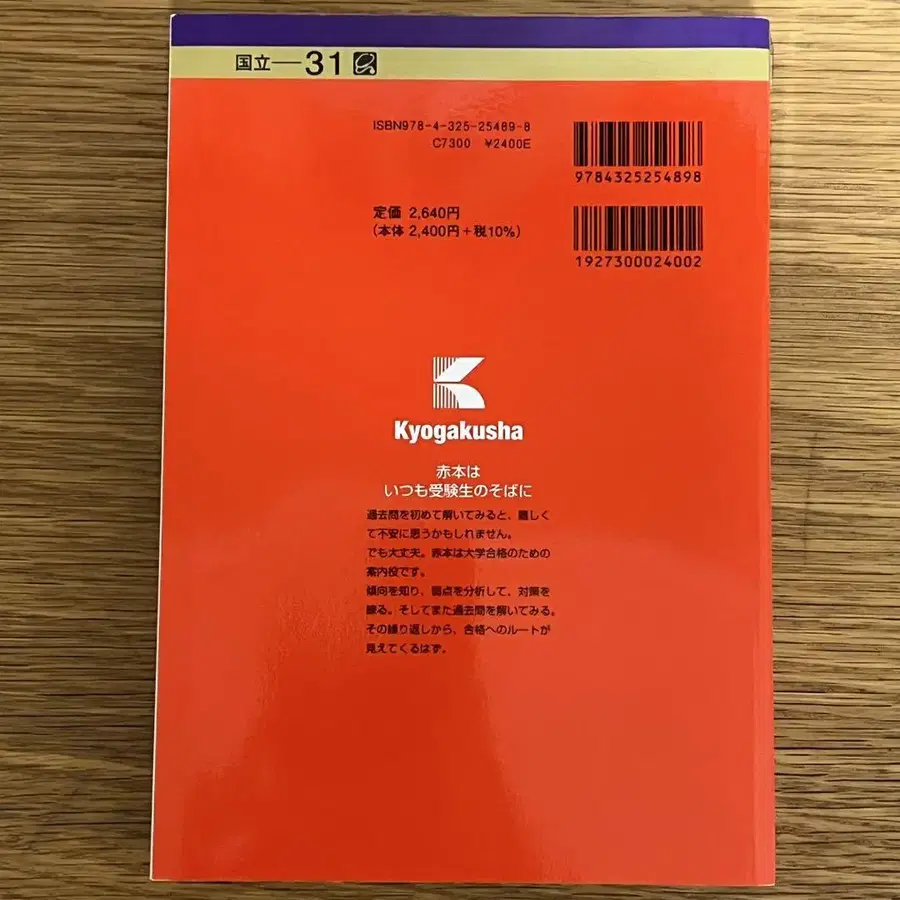 国立―31
ISBN978-4-325-25489-8
C7300 ¥2400E
9784325254898
定価 2,640円
(本体 2,400円+税10%)
1927300024002
Kyogakusha
赤本は
いつも受験生のそばに
過去問を初めて解いてみると、難しく
て不安に思うかもしれません。
でも大丈夫。赤本は大学合格のための
案内役です。
傾向を知り、弱点を分析して、対策を
練る。そしてまた過去問を解いてみる。
その繰り返しから、合格へのルートが
見えてくるはず。